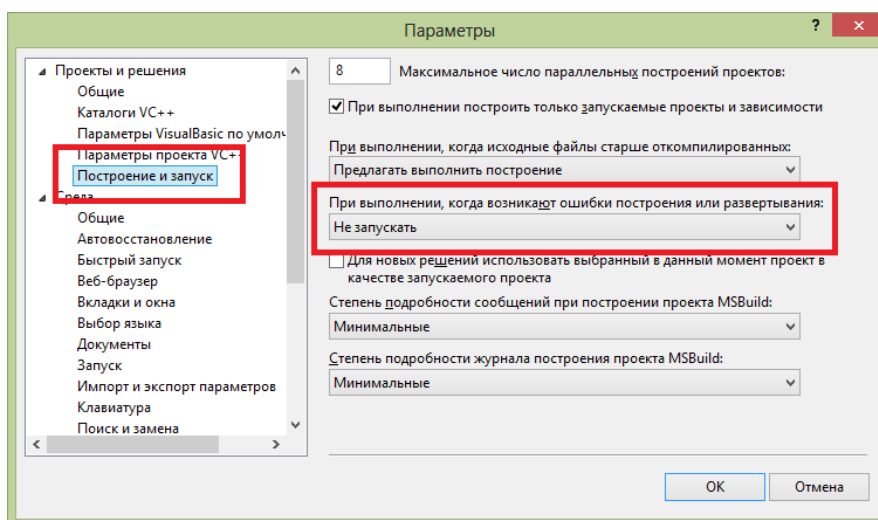 Параметры
? ×
Проекты и решения
Общие
Каталоги VC++
Параметры VisualBasic по умолч
Параметры проекта VC++
Построение и запуск
Среда
Общие
Автовосстановление
Быстрый запуск
Веб-браузер
Вкладки и окна
Выбор языка
Документы
Запуск
Импорт и экспорт параметров
Клавиатура
Поиск и замена
8 Максимальное число параллельных построений проектов:
При выполнении построить только запускаемые проекты и зависимости
При выполнении, когда исходные файлы старше откомпилированных:
Предлагать выполнить построение
При выполнении, когда возникают ошибки построения или развертывания:
Не запускать
Для новых решений использовать выбранный в данный момент проект в
качестве запускаемого проекта
Степень подробности сообщений при построении проекта MSBuild:
Минимальные
Степень подробности журнала построения проекта MSBuild:
Минимальные
OK Отмена